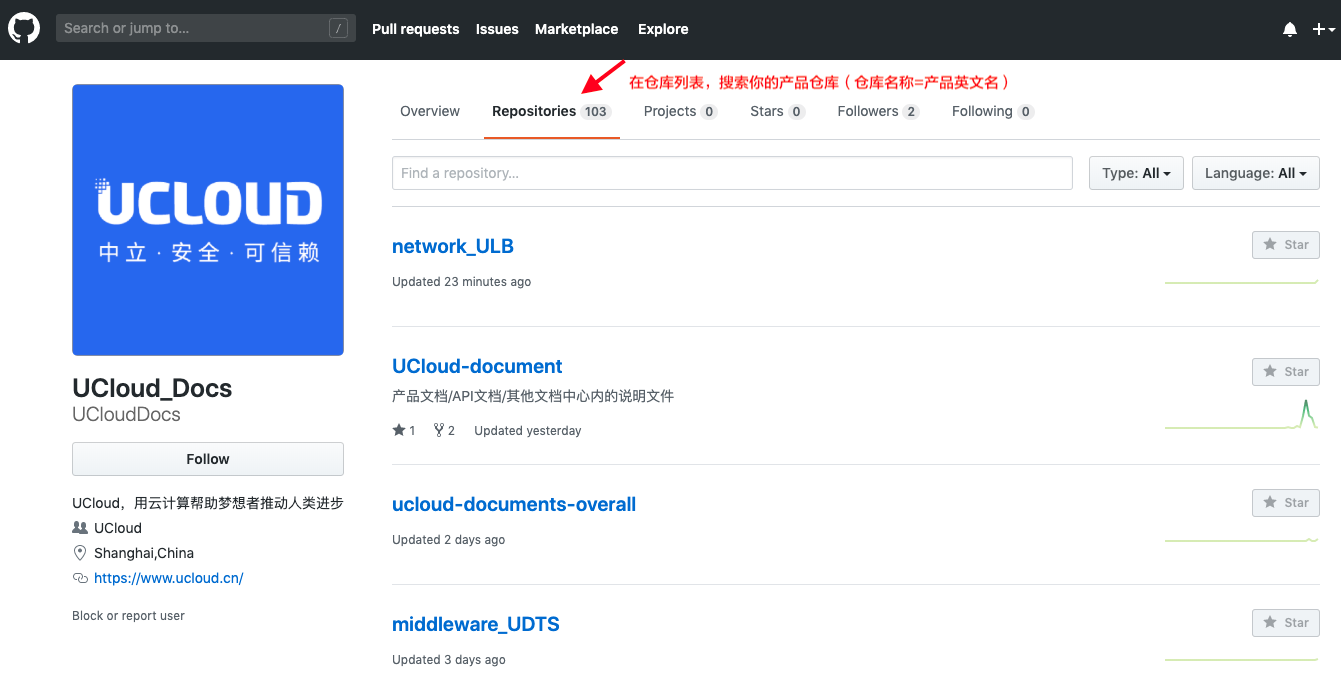 Search or jump to...
/
Pull requests
Issues
Marketplace
Explore
在仓库列表，搜索你的产品仓库（仓库名称=产品英文名）
Overview
Repositories 103
Projects 0
Stars 0
Followers 2
Following 0
Find a repository...
Type: All
Language: All
UCLOUD
中立·安全·可信赖
UCloud_Docs
UCloudDocs
Follow
UCloud，用云计算帮助梦想者推动人类进步
UCloud
Shanghai,China
https://www.ucloud.cn/
Block or report user
network_ULB
Star
Updated 23 minutes ago
UCloud-document
Star
产品文档/API文档/其他文档中心内的说明文件
1 2 Updated yesterday
ucloud-documents-overall
Star
Updated 2 days ago
middleware_UDTS
Star
Updated 3 days ago